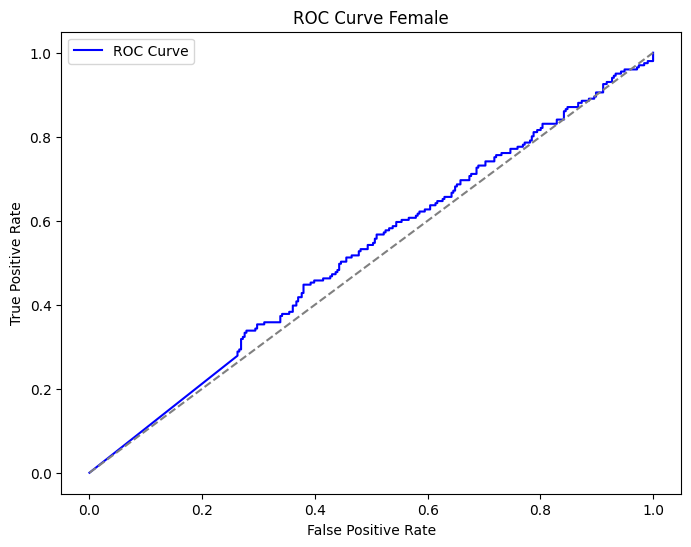 ROC Curve Female
ROC Curve
True Positive Rate
1.0
0.8
0.6
0.4
0.2
0.0
0.0 0.2 0.4 0.6 0.8 1.0
False Positive Rate